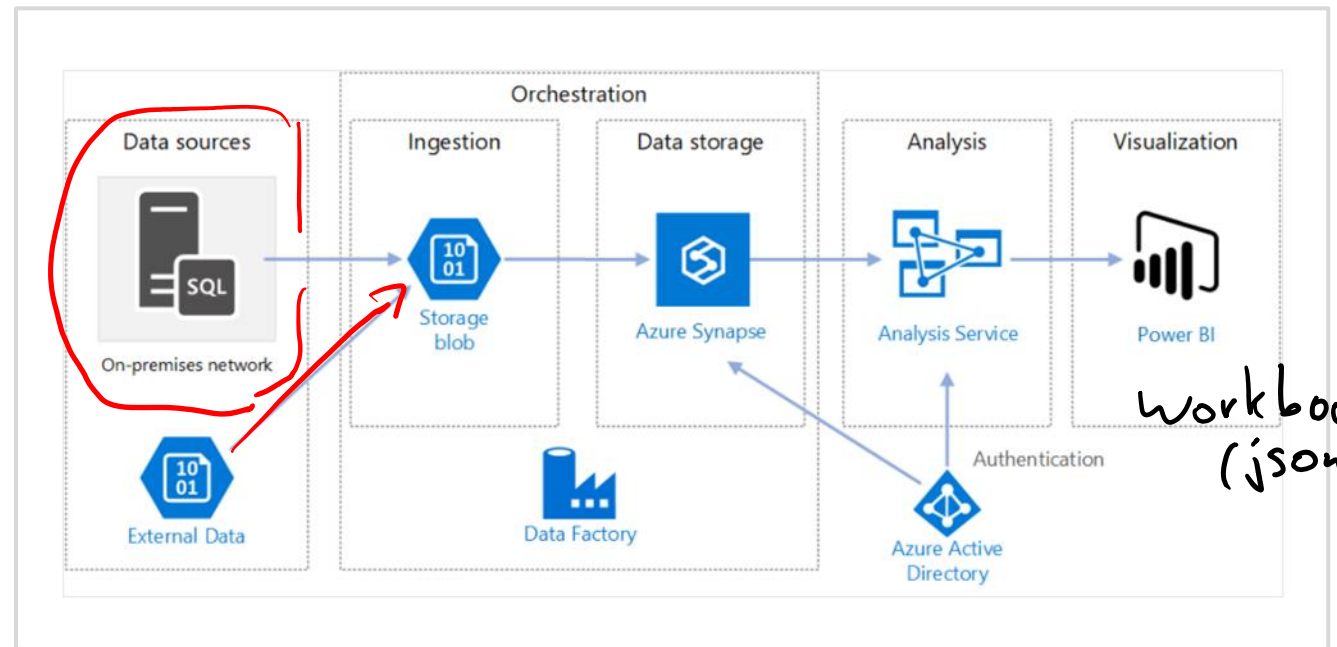 Orchestration
Data sources
Ingestion
Data storage
Analysis
Visualization
10
01
SQL
Storage
blob
Azure Synapse
Analysis Service
Power BI
On-premises network
10
01
External Data
Data Factory
Authentication
Azure Active
Directory
(json